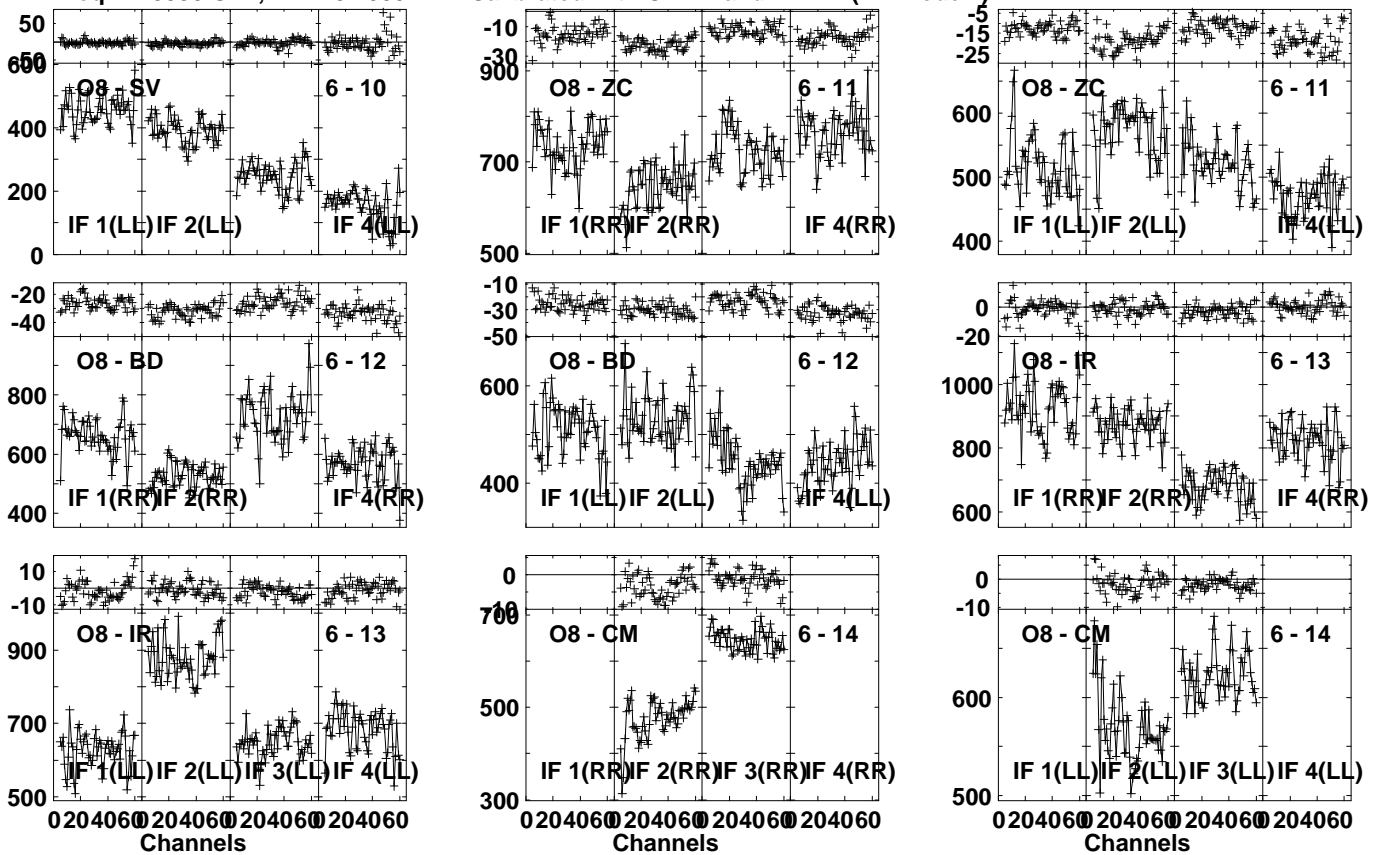 50
-50
-10
-30
-5
-15
-25
600
400
200
0
O8 - SV
6 - 10
IF 1(LL)
IF 2(LL)
IF 4(LL)
900
700
500
O8 - ZC
6 - 11
IF 1(RR)
IF 2(RR)
IF 4(RR)
600
500
400
O8 - ZC
6 - 11
IF 1(LL)
IF 2(LL)
IF 4(LL)
-20
-40
800
600
400
O8 - BD
6 - 12
IF 1(RR)
IF 2(RR)
IF 4(RR)
-10
-30
-50
600
400
O8 - BD
6 - 12
IF 1(LL)
IF 2(LL)
IF 4(LL)
0
-20
1000
800
600
O8 - IR
6 - 13
IF 1(RR)
IF 2(RR)
IF 4(RR)
10
-10
900
700
500
O8 - IR
6 - 13
IF 1(LL)
IF 2(LL)
IF 3(LL)
IF 4(LL)
0
-10
700
500
300
O8 - CM
6 - 14
IF 1(RR)
IF 2(RR)
IF 3(RR)
IF 4(RR)
0
-10
600
500
O8 - CM
6 - 14
IF 1(LL)
IF 2(LL)
IF 3(LL)
IF 4(LL)
0 20 40 60 0 20 40 60 0 20 40 60 0 20 40 60
Channels
0 20 40 60 0 20 40 60 0 20 40 60 0 20 40 60
Channels
0 20 40 60 0 20 40 60 0 20 40 60 0 20 40 60
Channels